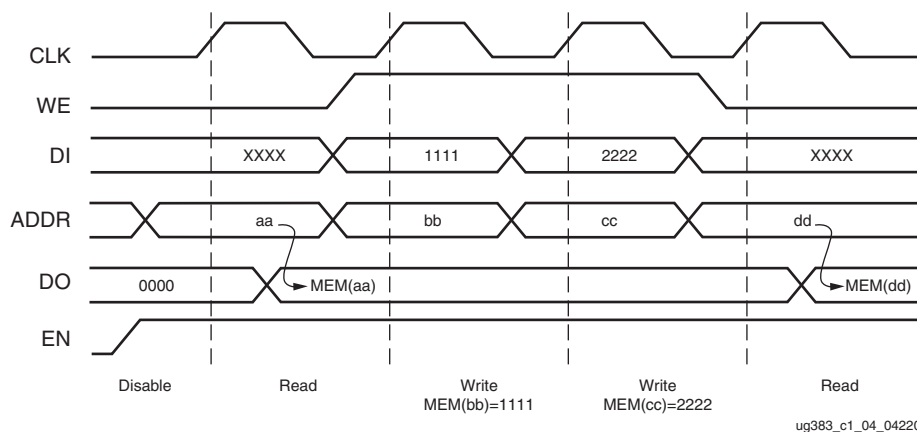 CLK
WE
DI XXXX 1111 2222 XXXX
ADDR aa bb cc dd
DO 0000 MEM(aa) MEM(dd)
EN
Disable Read Write Write Read
MEM(bb)=1111 MEM(cc)=2222
ug383_c1_04_04220